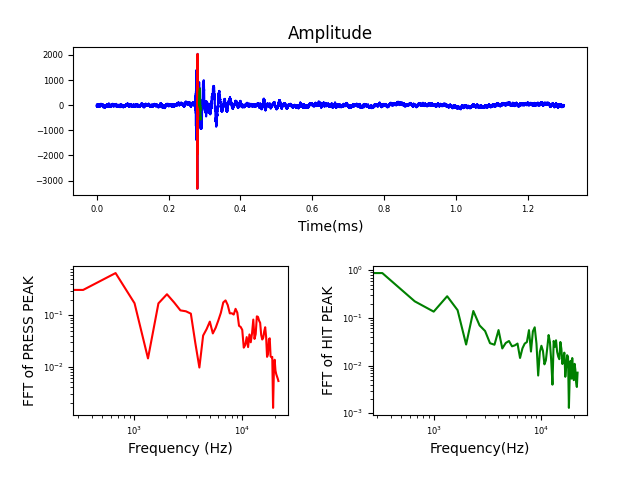 Amplitude
2000
1000
0
−1000
−2000
−3000
0.0 0.2 0.4 0.6 0.8 1.0 1.2
Time(ms)
FFT of PRESS PEAK
10⁻¹
10⁻²
10³ 10⁴
Frequency (Hz)
FFT of HIT PEAK
10⁰
10⁻¹
10⁻²
10⁻³
10³ 10⁴
Frequency(Hz)